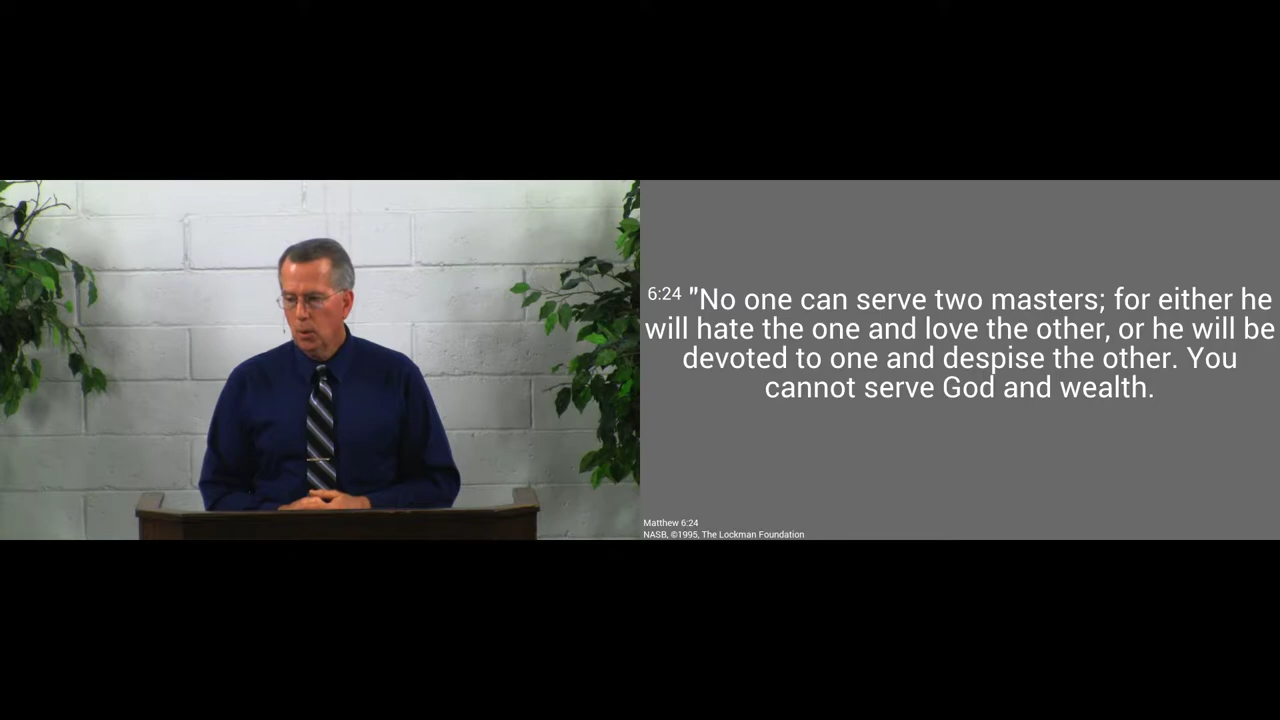 6:24 "No one can serve two masters; for either he
will hate the one and love the other, or he will be
devoted to one and despise the other. You
cannot serve God and wealth.
Matthew 6:24
NASB, ©1995, The Lockman Foundation